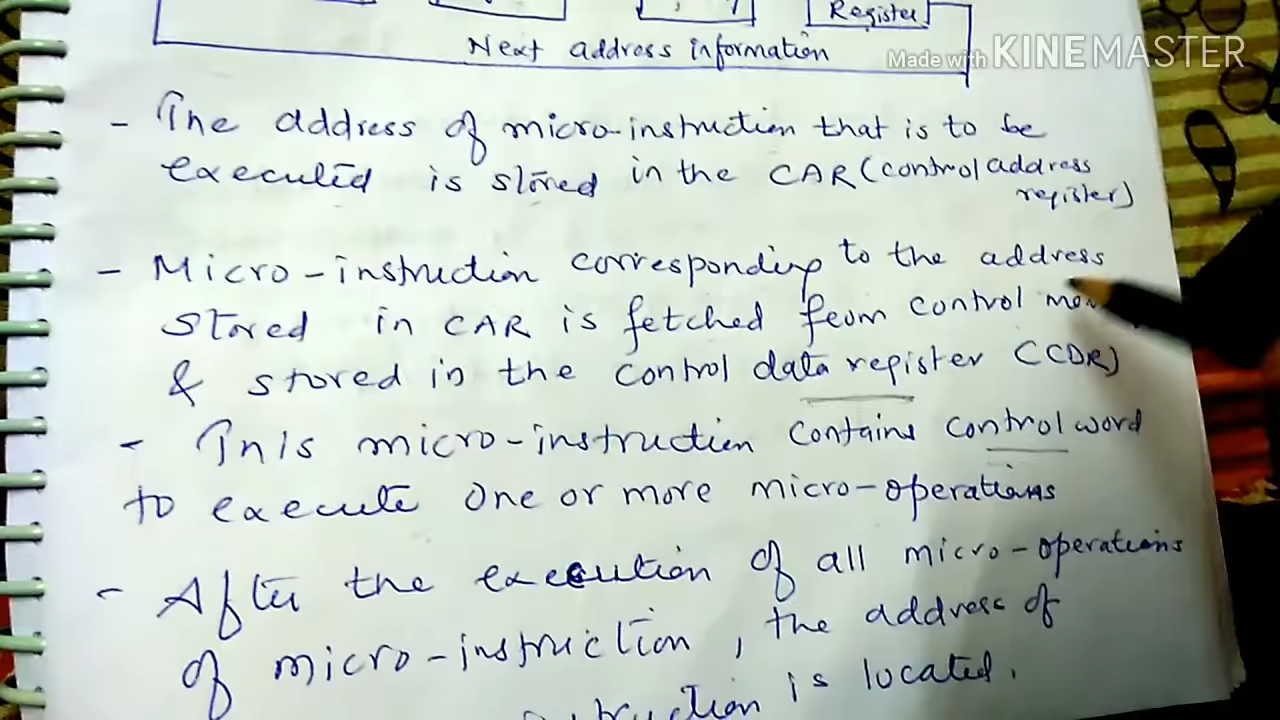 Register
Next address information
Made with KINEMASTER
- The address of micro-instruction that is to be
executed is stored in the CAR (control address
register)
- Micro-instruction corresponding to the address
stored in CAR is fetched from control
& stored in the control data register (CDR)
- This micro-instruction contains control word
to execute one or more micro-operations
- After the execution of all micro-operations
of micro-instruction, the address of
is located.